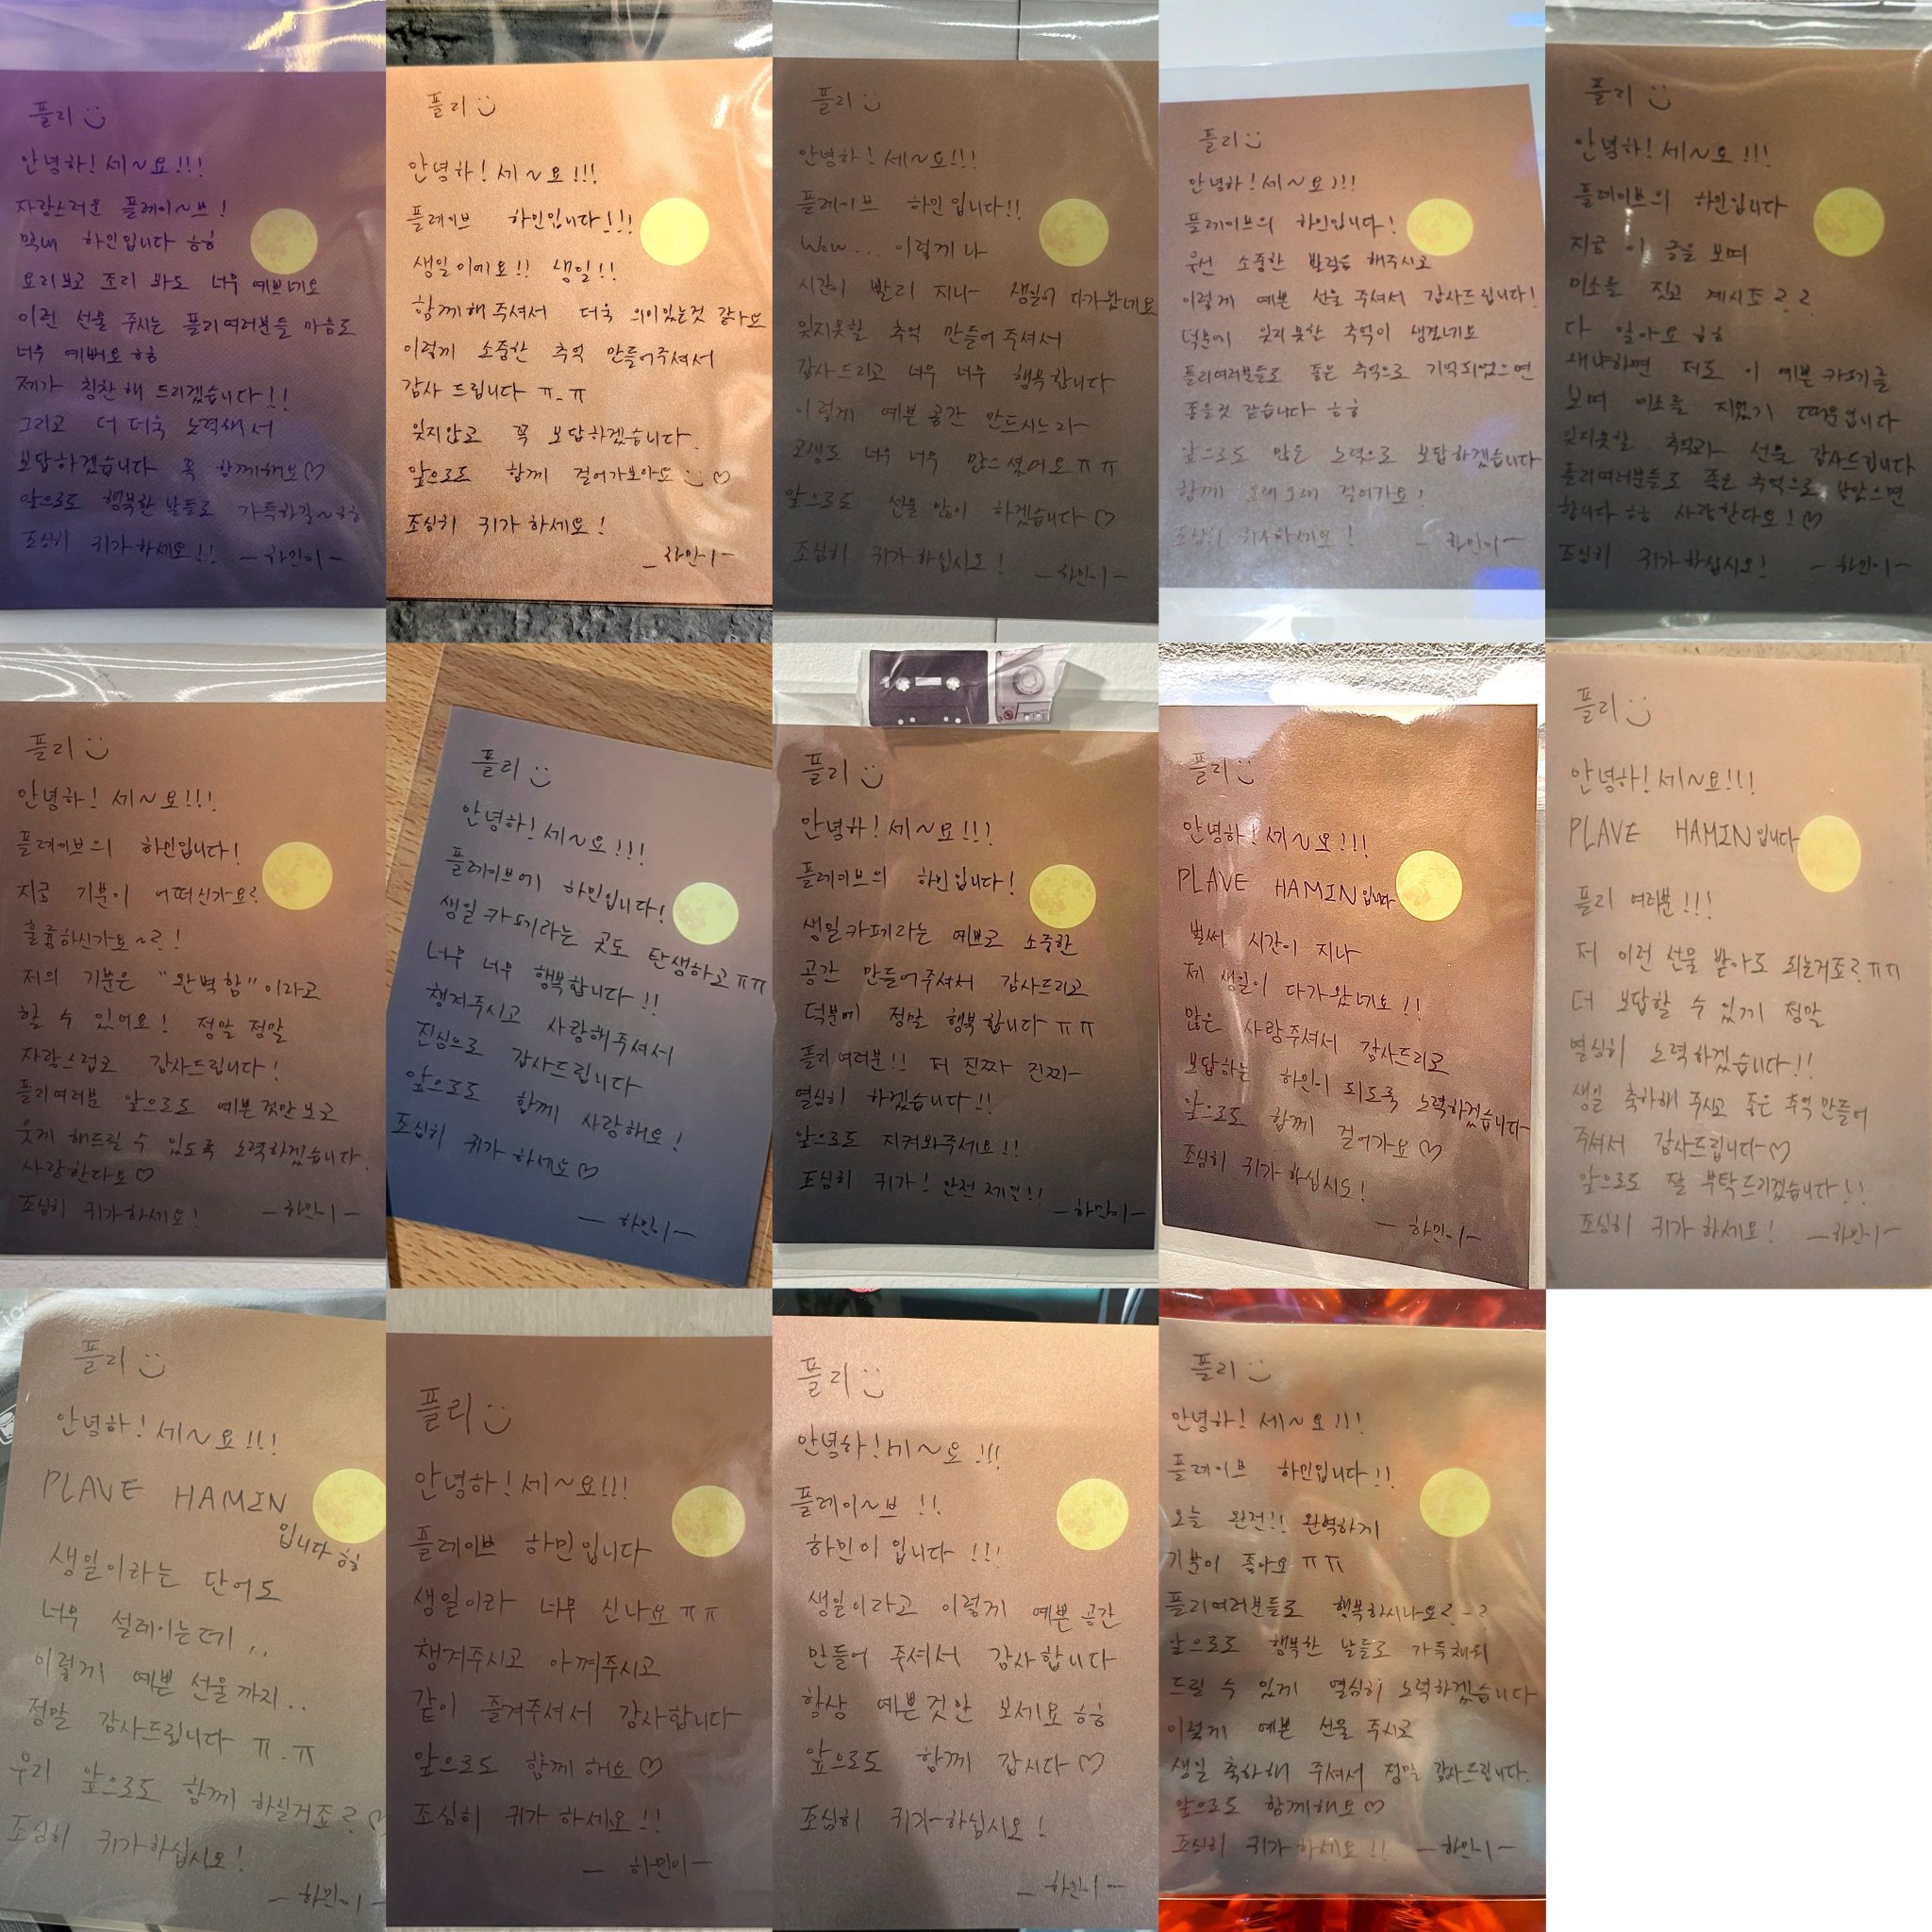 플리 :)
안녕하! 세~요!!!
자랑스러운 플레이~브!
막내 하민입니다 ㅎㅎ
요리보고 조리 봐도 너무 예쁘네요
이런 선물 주시는 플리여러분들 마음도
너무 예뻐요 ㅎㅎ
제가 칭찬해 드리겠습니다!!
그리고 더 더욱 노력해서
보답하겠습니다 꼭 함께해요♡
앞으로도 행복한 날들로 가득하길~ㅎㅎ
조심히 귀가하세요!! -하민이-
플리 :)
안녕하! 세~요!!!
플레이브 하민입니다!!!
생일이에요!! 생일!!
함께해 주셔서 더욱 의미있는것 같아요
이렇게 소중한 추억 만들어주셔서
감사 드립니다 ㅠ-ㅠ
잊지않고 꼭 보답하겠습니다.
앞으로도 함께 걸어가보아요 :) ♡
조심히 귀가 하세요!
-하민이-
플리 :)
안녕하! 세~요!!!
플레이브 하민입니다!!
Wow... 이렇게 나
시간이 빨리 지나 생일이 다가왔네요
잊지못할 추억 만들어 주셔서
감사드리고 너무 너무 행복합니다
이렇게 예쁜 공간 만드시느라
고생도 너무 너무 많으셨어요 ㅠㅠ
앞으로도 선물 많이 하겠습니다♡
조심히 귀가하십시오! -하민이-
플리 :)
안녕하! 세~요!!!
플레이브의 하민입니다!
우선 소중한 발걸음 해주시고
이렇게 예쁜 선물 주셔서 감사드립니다!
덕분에 잊지못할 추억이 생겼네요
플리여러분들도 좋은 추억으로 기억되었으면
좋을것 같습니다 ㅎㅎ
앞으로도 많은 노력으로 보답하겠습니다
함께 오래오래 걸어가요!
조심히 귀가하세요! -하민이-
플리 :)
안녕하! 세~요!!!
플레이브의 하민입니다
지금 이 글을 보며
미소를 짓고 계시죠??
다 알아요 ㅎㅎ
왜냐하면 저도 이 예쁜 카페를
보며 미소를 지었기 때문입니다
잊지못할 추억과 선물 감사드립니다
플리여러분들도 좋은 추억으로 남았으면
합니다 ㅎㅎ 사랑한다요!♡
조심히 귀가하십시오! -하민이-
플리 :)
안녕하! 세~요!!!
플레이브의 하민입니다!
지금 기분이 어떠신가요?
훌륭하신가요~?!
저의 기분은 "완벽함"이라고
할 수 있어요! 정말 정말
자랑스럽고 감사드립니다!
플리여러분 앞으로도 예쁜것만 보고
웃게 해드릴 수 있도록 노력하겠습니다.
사랑한다요♡
조심히 귀가하세요! -하민이-
플리 :)
안녕하! 세~요!!!
플레이브에 하민입니다!
생일카페라는 곳도 탄생하고 ㅠㅠ
너무 너무 행복합니다!!
챙겨주시고 사랑해주셔서
진심으로 감사드립니다
앞으로도 함께 사랑해요!
조심히 귀가 하세요♡
-하민이-
플리 :)
안녕하! 세~요!!!
플레이브의 하민입니다!
생일카페라는 예쁘고 소중한
공간 만들어주셔서 감사드리고
덕분에 정말 행복합니다 ㅠㅠ
플리여러분!! 저 진짜 진짜
열심히 하겠습니다!!
앞으로도 지켜봐주세요!!
조심히 귀가! 안전제일!! -하민이-
플리 :)
안녕하! 세~요!!!
PLAVE HAMIN입니다
벌써 시간이 지나
제 생일이 다가왔네요!!
많은 사랑주셔서 감사드리고
보답하는 하민이 되도록 노력하겠습니다
앞으로도 함께 걸어가요♡
조심히 귀가하십시오!
-하민이-
플리 :)
안녕하! 세~요!!!
PLAVE HAMIN입니다
플리 여러분!!!
저 이런 선물 받아도 되는거죠? ㅠㅠ
더 보답할 수 있게 정말
열심히 노력하겠습니다!!
생일 축하해 주시고 좋은 추억 만들어
주셔서 감사드립니다♡
앞으로도 잘 부탁드리겠습니다!!
조심히 귀가 하세요! -하민이-
플리 :)
안녕하! 세~요!!!
PLAVE HAMIN
입니다 ㅎㅎ
생일이라는 단어도
너무 설레이는데..
이렇게 예쁜 선물까지..
정말 감사드립니다 ㅠ-ㅠ
우리 앞으로도 함께 하실거죠?♡
조심히 귀가하십시오!
-하민이-
플리 :)
안녕하! 세~요!!!
플레이브 하민입니다
생일이라 너무 신나요 ㅠㅠ
챙겨주시고 아껴주시고
같이 즐겨주셔서 감사합니다
앞으로도 함께 해요♡
조심히 귀가 하세요!!
-하민이-
플리 :)
안녕하! 세~요!!!
플레이~브!!
하민이입니다!!!
생일이라고 이렇게 예쁜 공간
만들어 주셔서 감사합니다
항상 예쁜것만 보세요 ㅎㅎ
앞으로도 함께 갑시다♡
조심히 귀가하십시오!
-하민이-
플리 :)
안녕하! 세~요!!!
플레이브 하민입니다!!
오늘 완전!! 완벽하게
기분이 좋아요 ㅠㅠ
플리여러분들도 행복하시나요?-?
앞으로도 행복한 날들로 가득채워
드릴 수 있게 열심히 노력하겠습니다
이렇게 예쁜 선물 주시고
생일 축하해 주셔서 정말 감사드립니다.
앞으로도 함께해요♡
조심히 귀가하세요!! -하민이-